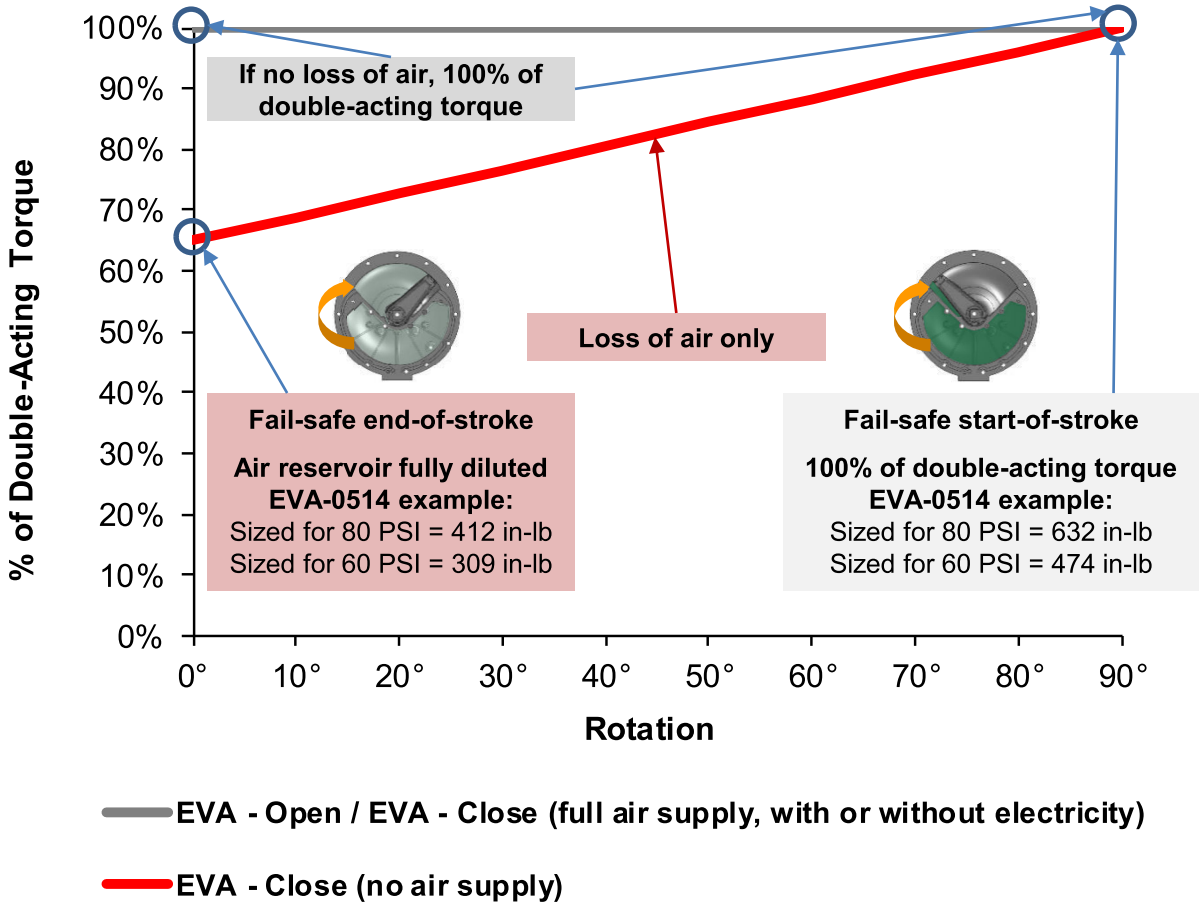 100%
90%
80%
70%
60%
50%
40%
30%
20%
10%
0%
% of Double-Acting Torque
If no loss of air, 100% of
double-acting torque
Loss of air only
Fail-safe end-of-stroke
Air reservoir fully diluted
EVA-0514 example:
Sized for 80 PSI = 412 in-lb
Sized for 60 PSI = 309 in-lb
Fail-safe start-of-stroke
100% of double-acting torque
EVA-0514 example:
Sized for 80 PSI = 632 in-lb
Sized for 60 PSI = 474 in-lb
0° 10° 20° 30° 40° 50° 60° 70° 80° 90°
Rotation
EVA - Open / EVA - Close (full air supply, with or without electricity)
EVA - Close (no air supply)